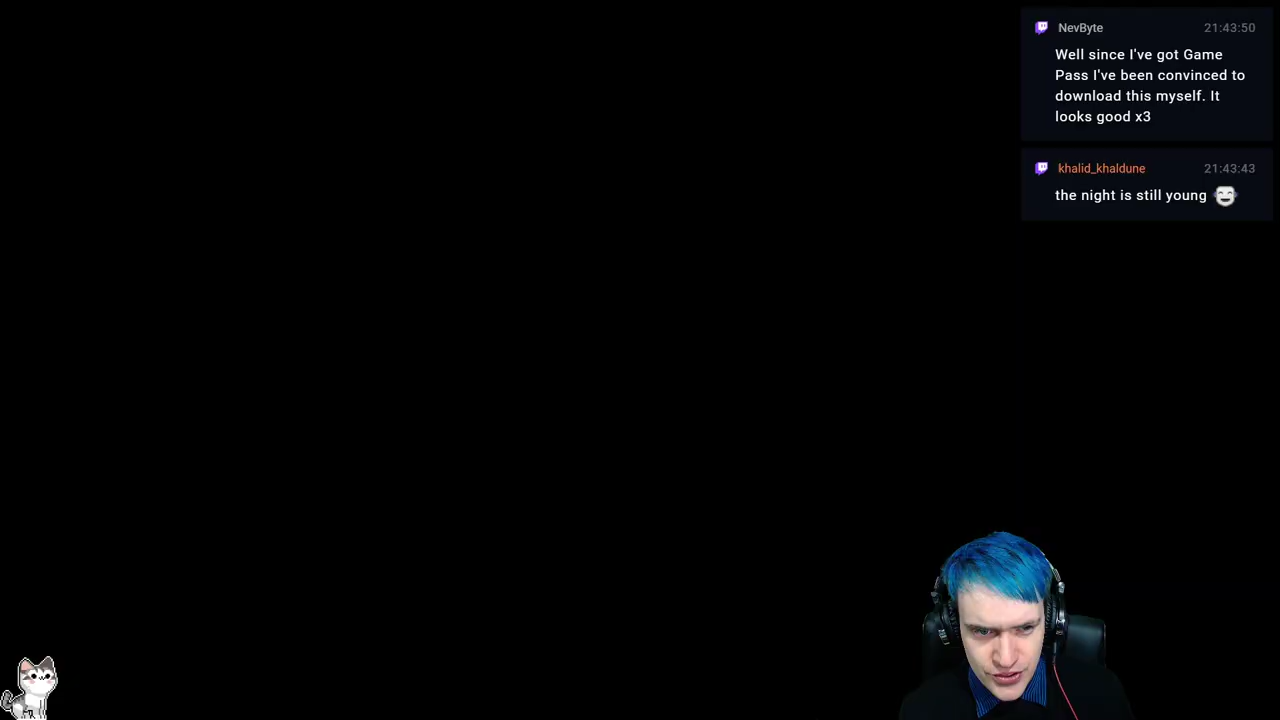 NevByte 21:43:50
Well since I've got Game
Pass I've been convinced to
download this myself. It
looks good x3
khalid_khaldune 21:43:43
the night is still young